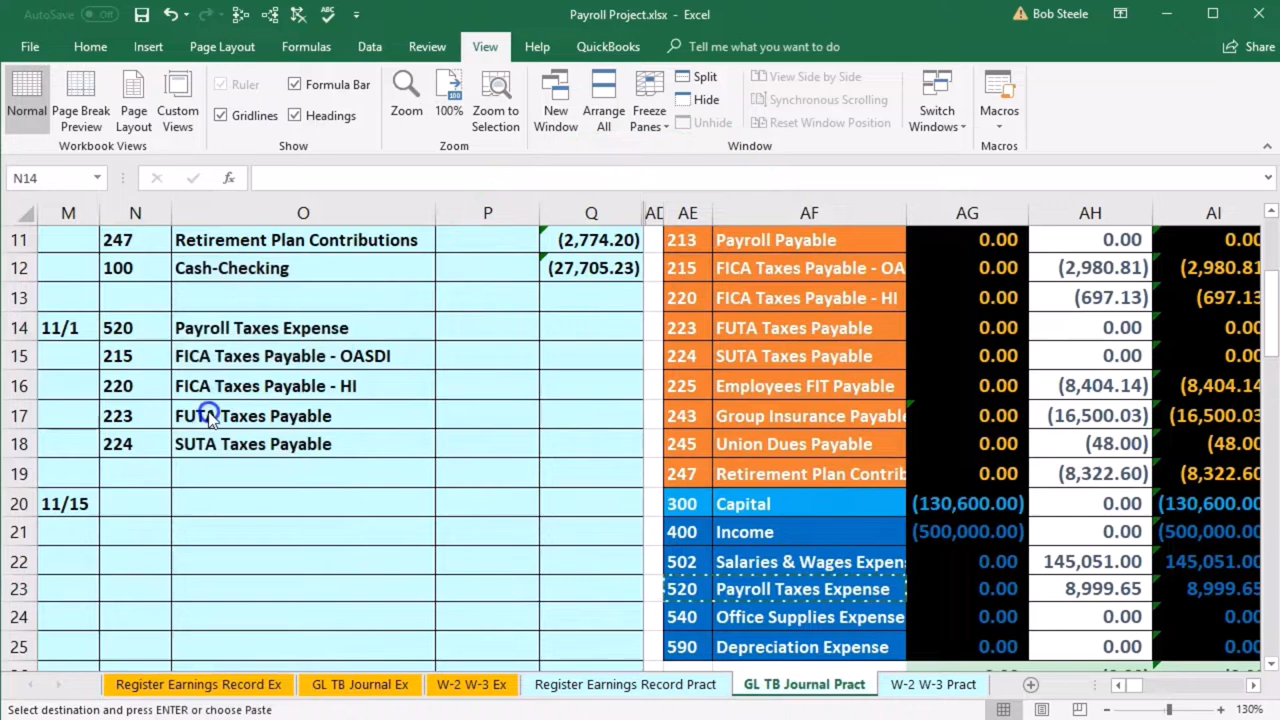 AutoSave Off
Payroll Project.xlsx - Excel
Bob Steele
File Home Insert Page Layout Formulas Data Review View Help QuickBooks Tell me what you want to do Share
Normal Page Break Preview Page Layout Custom Views
Ruler Formula Bar
Gridlines Headings
Zoom 100% Zoom to Selection
New Window Arrange All Freeze Panes
Split
Hide
Unhide
View Side by Side
Synchronous Scrolling
Reset Window Position
Switch Windows Macros
Workbook Views Show Zoom Window Macros
N14 fx
M N O P Q AD AE AF AG AH AI
11 247 Retirement Plan Contributions (2,774.20) 213 Payroll Payable 0.00 0.00 0.00
12 100 Cash-Checking (27,705.23) 215 FICA Taxes Payable - OA 0.00 (2,980.81) (2,980.81
13 220 FICA Taxes Payable - HI 0.00 (697.13) (697.13
14 11/1 520 Payroll Taxes Expense 223 FUTA Taxes Payable 0.00 0.00 0.00
15 215 FICA Taxes Payable - OASDI 224 SUTA Taxes Payable 0.00 0.00 0.00
16 220 FICA Taxes Payable - HI 225 Employees FIT Payable 0.00 (8,404.14) (8,404.14
17 223 FUTA Taxes Payable 243 Group Insurance Payable 0.00 (16,500.03) (16,500.03
18 224 SUTA Taxes Payable 245 Union Dues Payable 0.00 (48.00) (48.00
19 247 Retirement Plan Contrib 0.00 (8,322.60) (8,322.60
20 11/15 300 Capital (130,600.00) 0.00 (130,600.00
21 400 Income (500,000.00) 0.00 (500,000.00
22 502 Salaries & Wages Expen 0.00 145,051.00 145,051.00
23 520 Payroll Taxes Expense 0.00 8,999.65 8,999.65
24 540 Office Supplies Expense 0.00 0.00 0.00
25 590 Depreciation Expense 0.00 0.00 0.00
Register Earnings Record Ex GL TB Journal Ex W-2 W-3 Ex Register Earnings Record Pract GL TB Journal Pract W-2 W-3 Pract
Select destination and press ENTER or choose Paste 130%